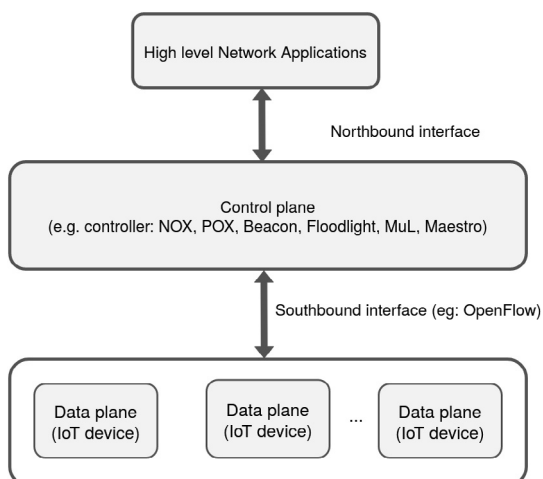 High level Network Applications
Northbound interface
Control plane
(e.g. controller: NOX, POX, Beacon, Floodlight, MuL, Maestro)
Southbound interface (eg: OpenFlow)
Data plane
(IoT device)
Data plane
(IoT device)
...
Data plane
(IoT device)